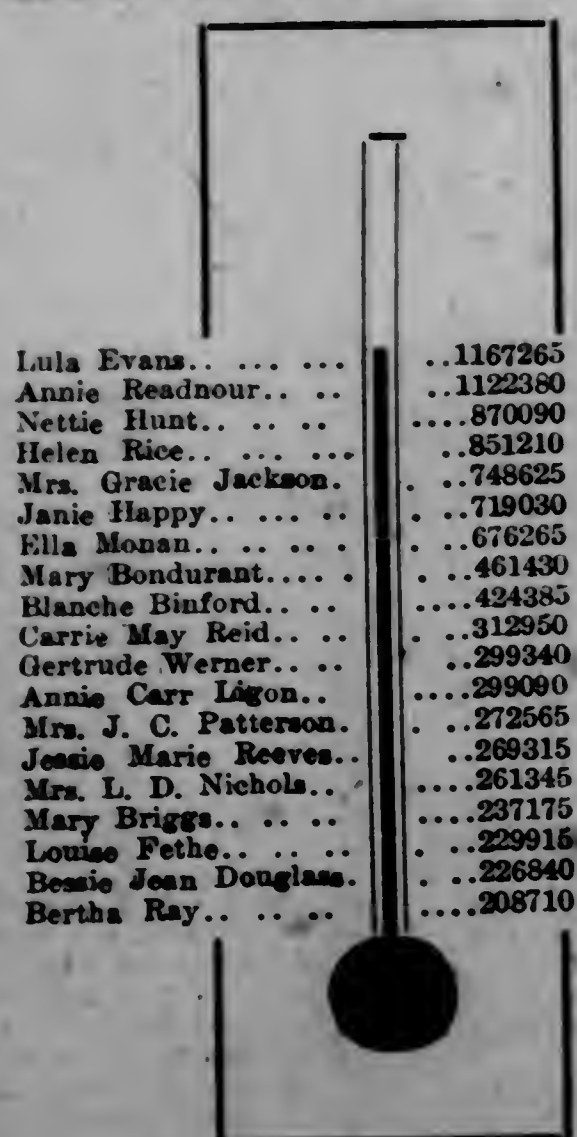 Lula Evans.. ... ... ..1167265
Annie Readnour.. .. ..1122380
Nettie Hunt.. .. .. ....870090
Helen Rice.. ... ... ..851210
Mrs. Gracie Jackson. . ..748625
Janie Happy.. ... .. . ..719030
Ella Monan.. .. .. . . ..676265
Mary Bondurant.... . . ..461430
Blanche Binford.. .. ....424385
Carrie May Reid.. .. . ..312950
Gertrude Werner.. .. ..299340
Annie Carr Ligon.. ....299090
Mrs. J. C. Patterson. . ..272565
Jessie Marie Reeves.. ..269315
Mrs. L. D. Nichols.. ....261345
Mary Briggs.. .. .. ....237175
Louise Fethe.. .. .. . ..229915
Bessie Jean Douglass. . ..226840
Bertha Ray.. .. .. ....208710